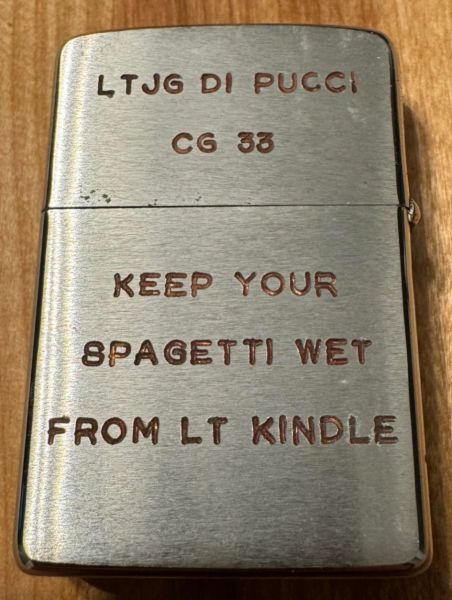 LTJG DI PUCCI
CG 33
KEEP YOUR
SPAGETTI WET
FROM LT KINDLE